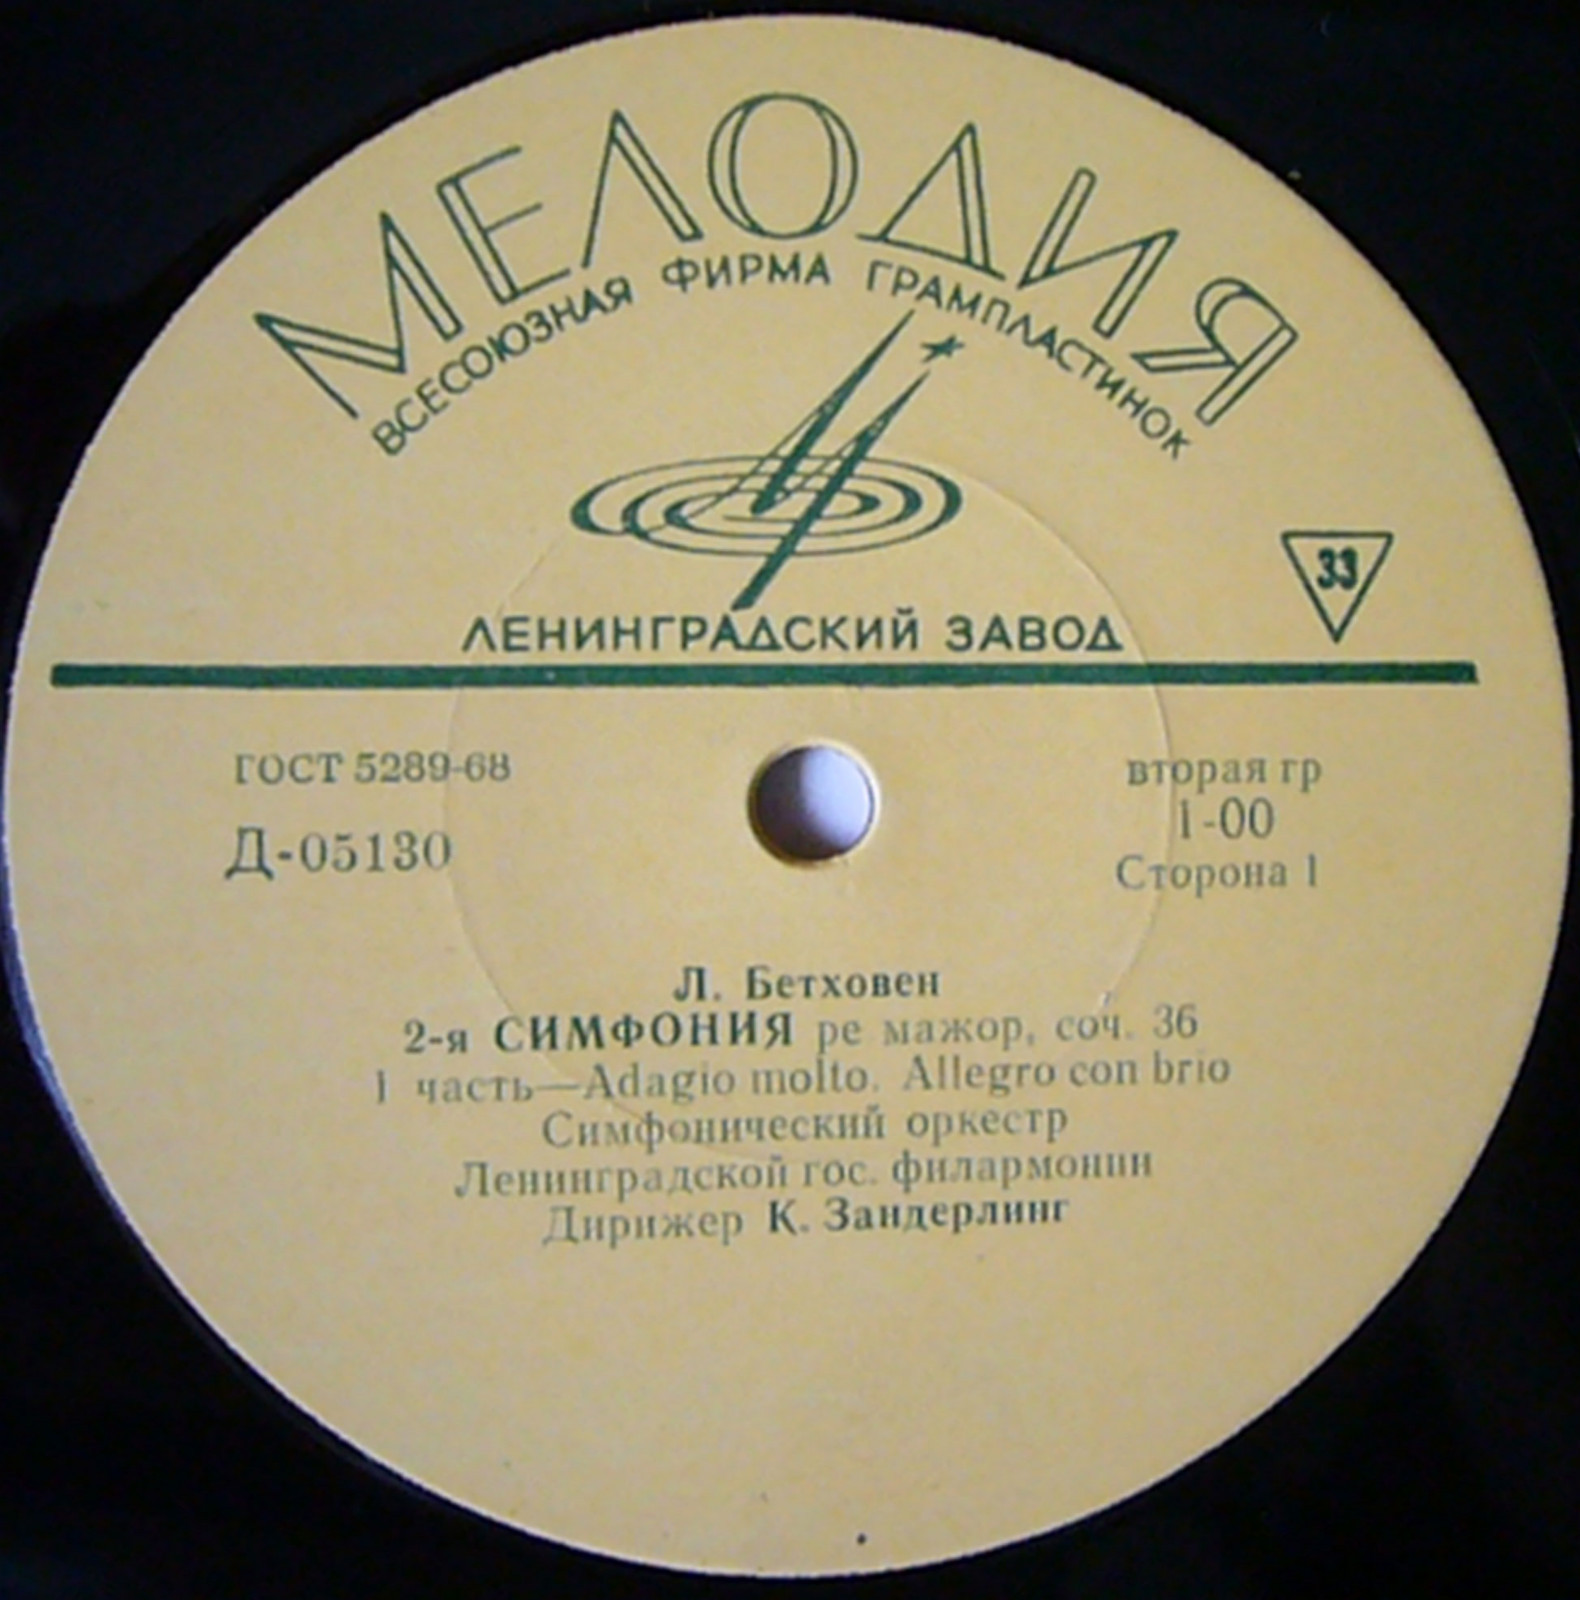 МЕЛОДИЯ
ВСЕСОЮЗНАЯ ФИРМА ГРАМПЛАСТИНОК
33
ЛЕНИНГРАДСКИЙ ЗАВОД
ГОСТ 5289-68
вторая гр
Д-05130
1-00
Сторона 1
Л. Бетховен
2-я СИМФОНИЯ ре мажор, соч. 36
1 часть—Adagio molto. Allegro con brio
Симфонический оркестр
Ленинградской гос. филармонии
Дирижер К. Зандерлинг